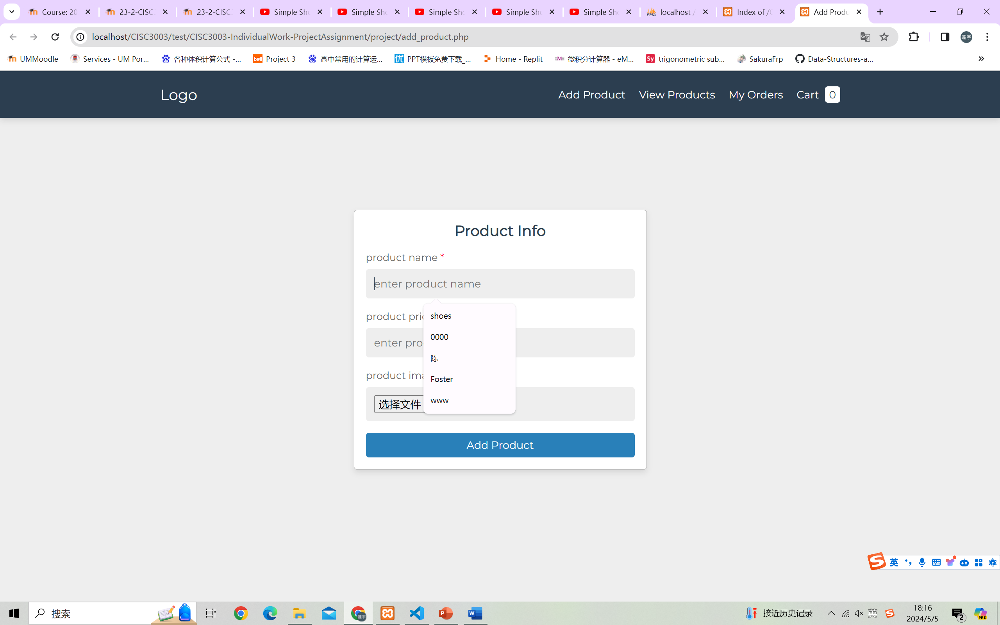 Course: 20
23-2-CISC
23-2-CISC
Simple Sho
Simple Sho
Simple Sho
Simple Sho
Simple Sho
localhost /
Index of /C
Add Produ
localhost/CISC3003/test/CISC3003-IndividualWork-ProjectAssignment/project/add_product.php
蓬宇
UMMoodle
Services - UM Por...
各种体积计算公式 -...
Project 3
高中常用的计算运...
PPT模板免费下载_...
Home - Replit
微积分计算器 - eM...
trigonometric sub...
SakuraFrp
Data-Structures-a...
Logo
Add Product
View Products
My Orders
Cart 0
Product Info
product name *
enter product name
product pric
enter pro
product ima
选择文件
shoes
0000
陈
Foster
www
Add Product
英
搜索
接近历史记录
英
18:16
2024/5/5
2
PRE